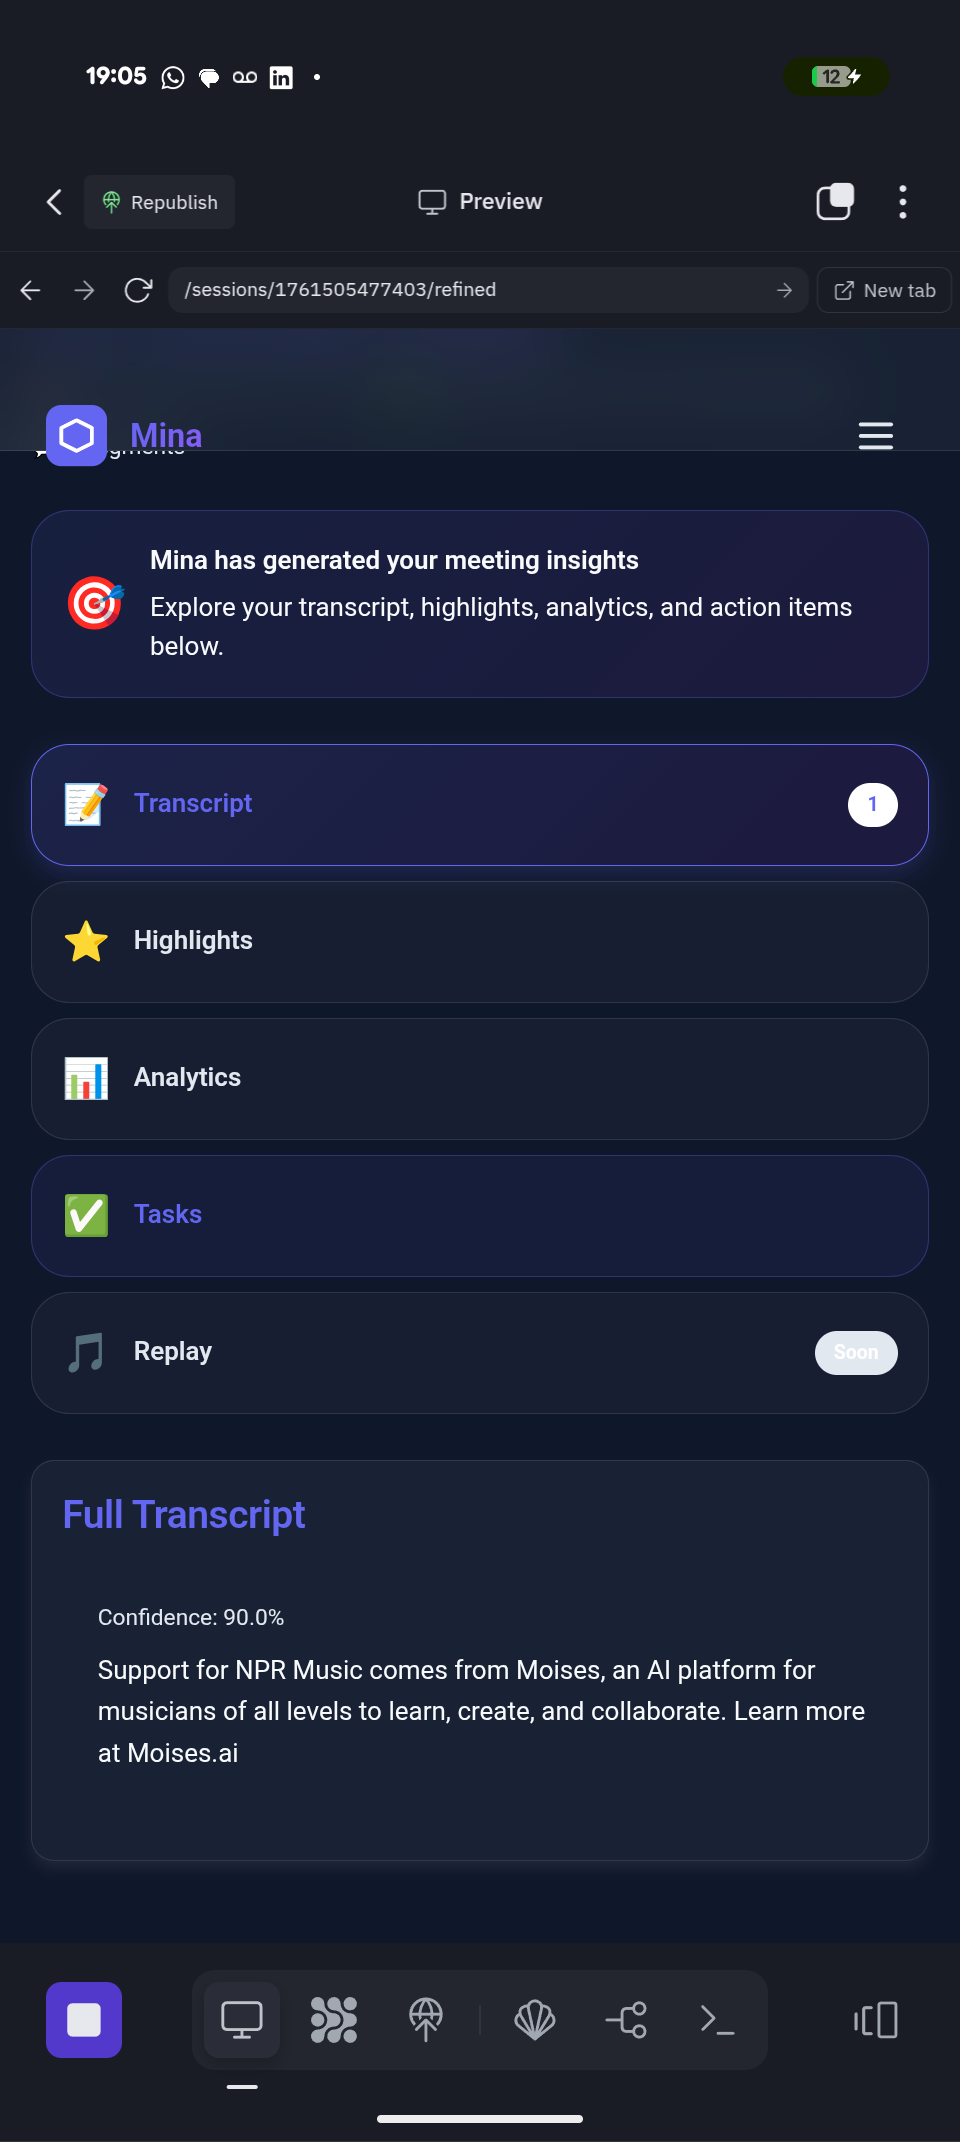 19:05
12
Republish
Preview
/sessions/1761505477403/refined
New tab
Mina
Mina has generated your meeting insights
Explore your transcript, highlights, analytics, and action items
below.
Transcript
1
Highlights
Analytics
Tasks
Replay
Soon
Full Transcript
Confidence: 90.0%
Support for NPR Music comes from Moises, an AI platform for
musicians of all levels to learn, create, and collaborate. Learn more
at Moises.ai